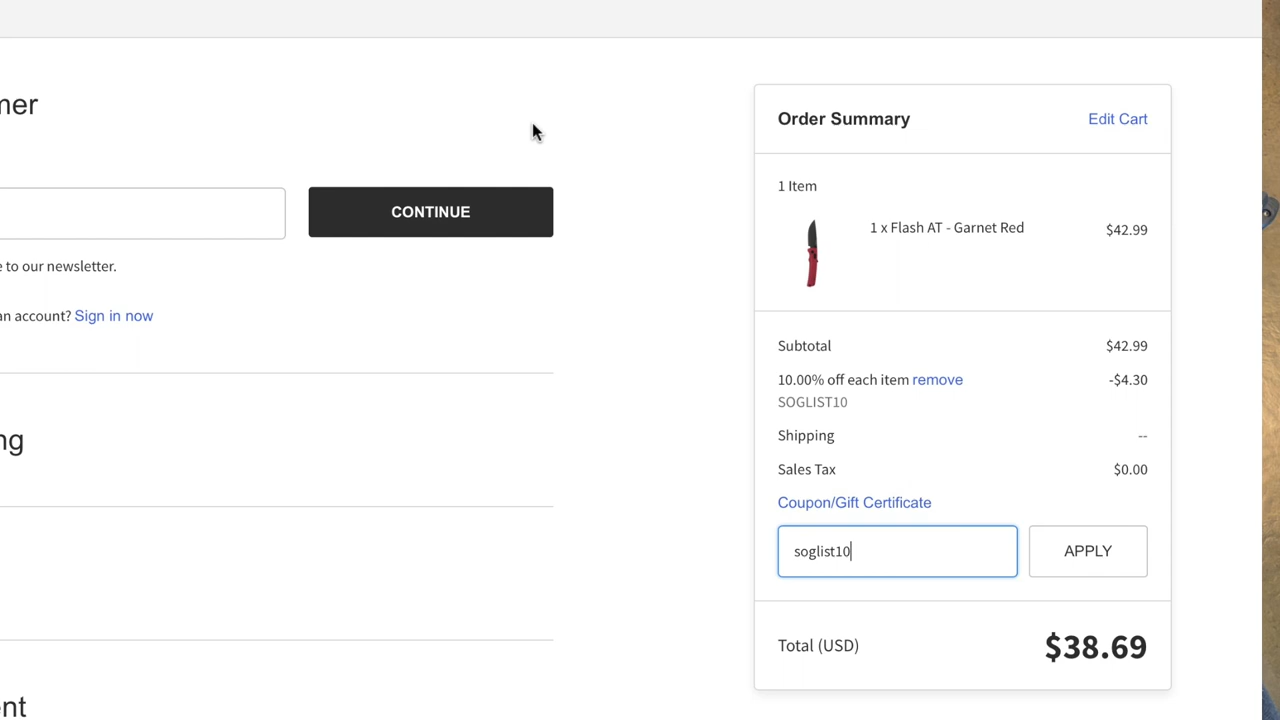 mer
CONTINUE
e to our newsletter.
an account? Sign in now
ng
ent
Order Summary Edit Cart
1 Item
1 x Flash AT - Garnet Red $42.99
Subtotal $42.99
10.00% off each item remove -$4.30
SOGLIST10
Shipping --
Sales Tax $0.00
Coupon/Gift Certificate
soglist10 APPLY
Total (USD) $38.69